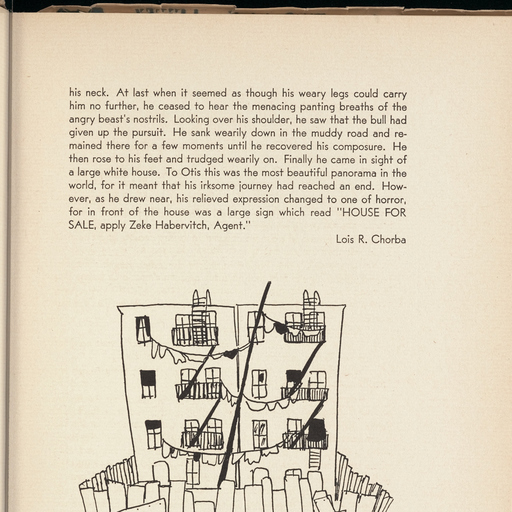 his neck. At last when it seemed as though his weary legs could carry
him no further, he ceased to hear the menacing panting breaths of the
angry beast's nostrils. Looking over his shoulder, he saw that the bull had
given up the pursuit. He sank wearily down in the muddy road and re-
mained there for a few moments until he recovered his composure. He
then rose to his feet and trudged wearily on. Finally he came in sight of
a large white house. To Otis this was the most beautiful panorama in the
world, for it meant that his irksome journey had reached an end. How-
ever, as he drew near, his relieved expression changed to one of horror,
for in front of the house was a large sign which read "HOUSE FOR
SALE, apply Zeke Habervitch, Agent."
Lois R. Chorba